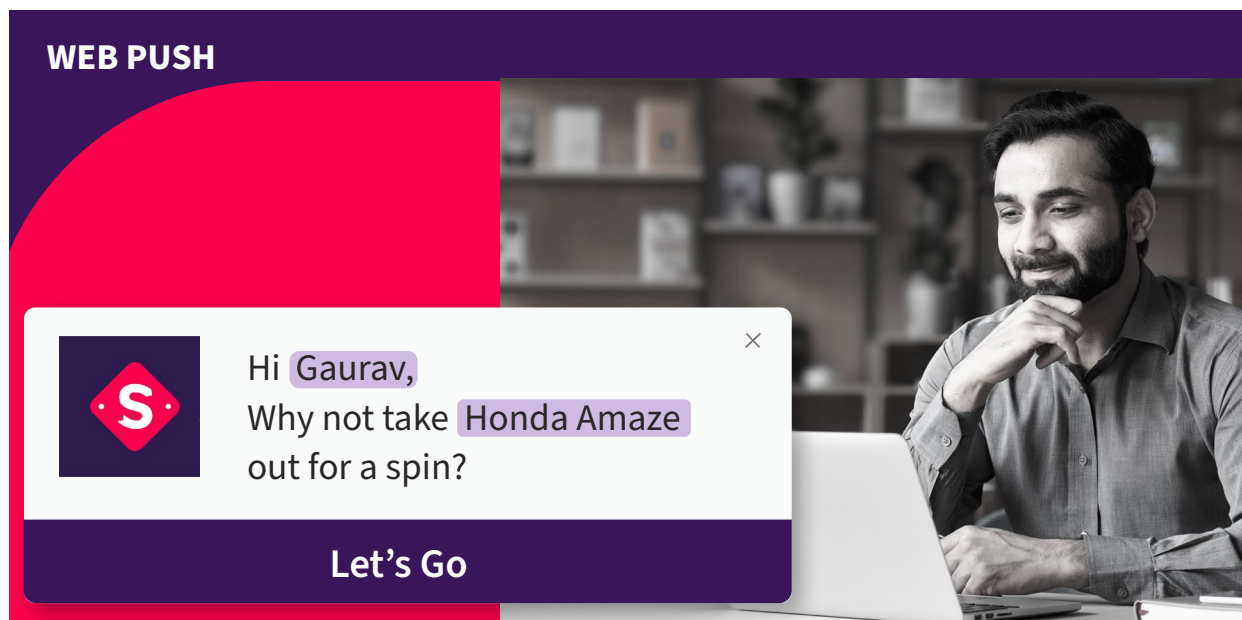 WEB PUSH
S
Hi Gaurav,
Why not take Honda Amaze
out for a spin?
Let’s Go